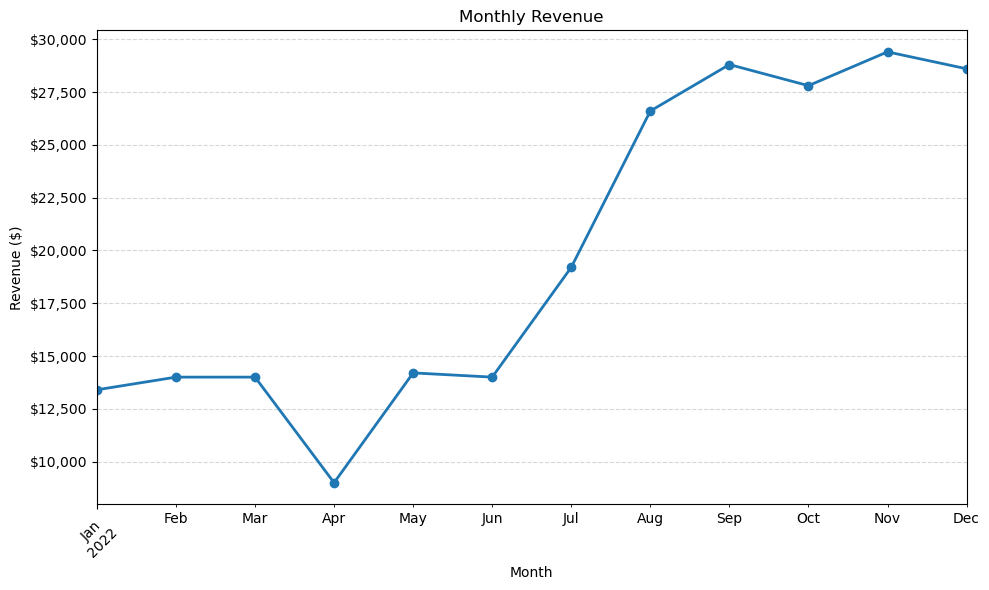 Monthly Revenue
$30,000
$27,500
$25,000
$22,500
$20,000
$17,500
$15,000
$12,500
$10,000
Revenue ($)
Jan Feb Mar Apr May Jun Jul Aug Sep Oct Nov Dec
2022
Month